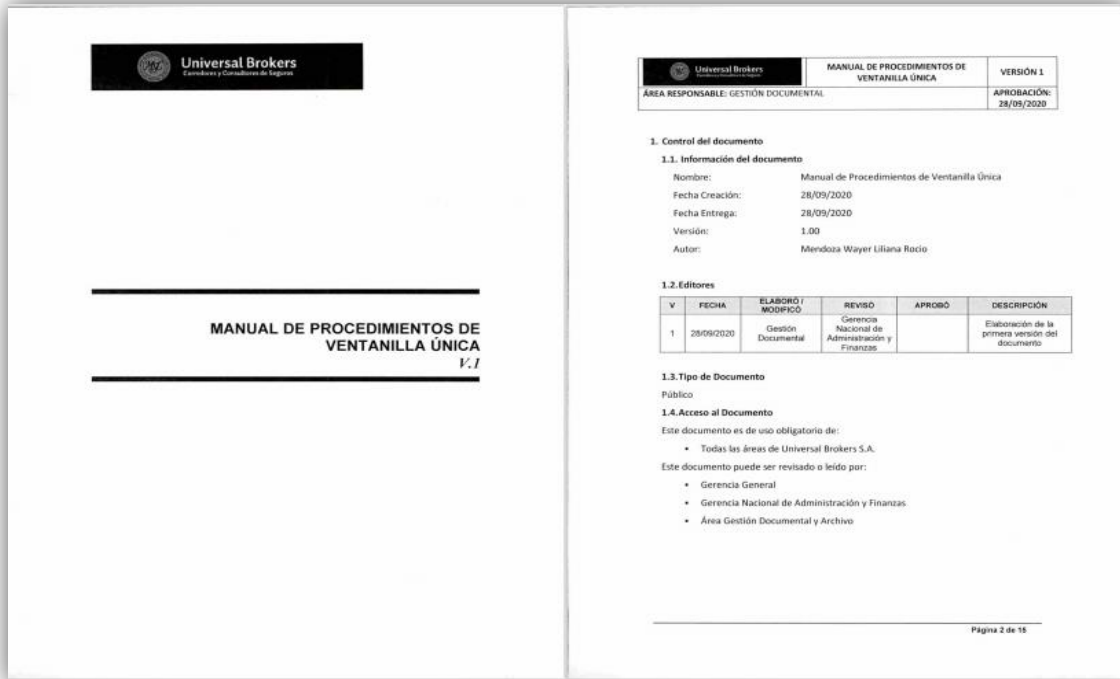 Universal Brokers
Corredores y Consultores de Seguros
MANUAL DE PROCEDIMIENTOS DE
VENTANILLA ÚNICA
V.1
Universal Brokers
MANUAL DE PROCEDIMIENTOS DE
VENTANILLA ÚNICA
VERSIÓN 1
ÁREA RESPONSABLE: GESTIÓN DOCUMENTAL
APROBACIÓN:
28/09/2020
1. Control del documento
1.1. Información del documento
Nombre: Manual de Procedimientos de Ventanilla Única
Fecha Creación: 28/09/2020
Fecha Entrega: 28/09/2020
Versión: 1.00
Autor: Mendoza Wayer Liliana Rocio
1.2.Editores
V FECHA ELABORÓ / MODIFICÓ REVISÓ APROBÓ DESCRIPCIÓN
1 28/09/2020 Gestión Documental Gerencia Nacional de Administración y Finanzas Elaboración de la primera versión del documento
1.3.Tipo de Documento
Público
1.4.Acceso al Documento
Este documento es de uso obligatorio de:
• Todas las áreas de Universal Brokers S.A.
Este documento puede ser revisado o leído por:
• Gerencia General
• Gerencia Nacional de Administración y Finanzas
• Área Gestión Documental y Archivo
Página 2 de 15